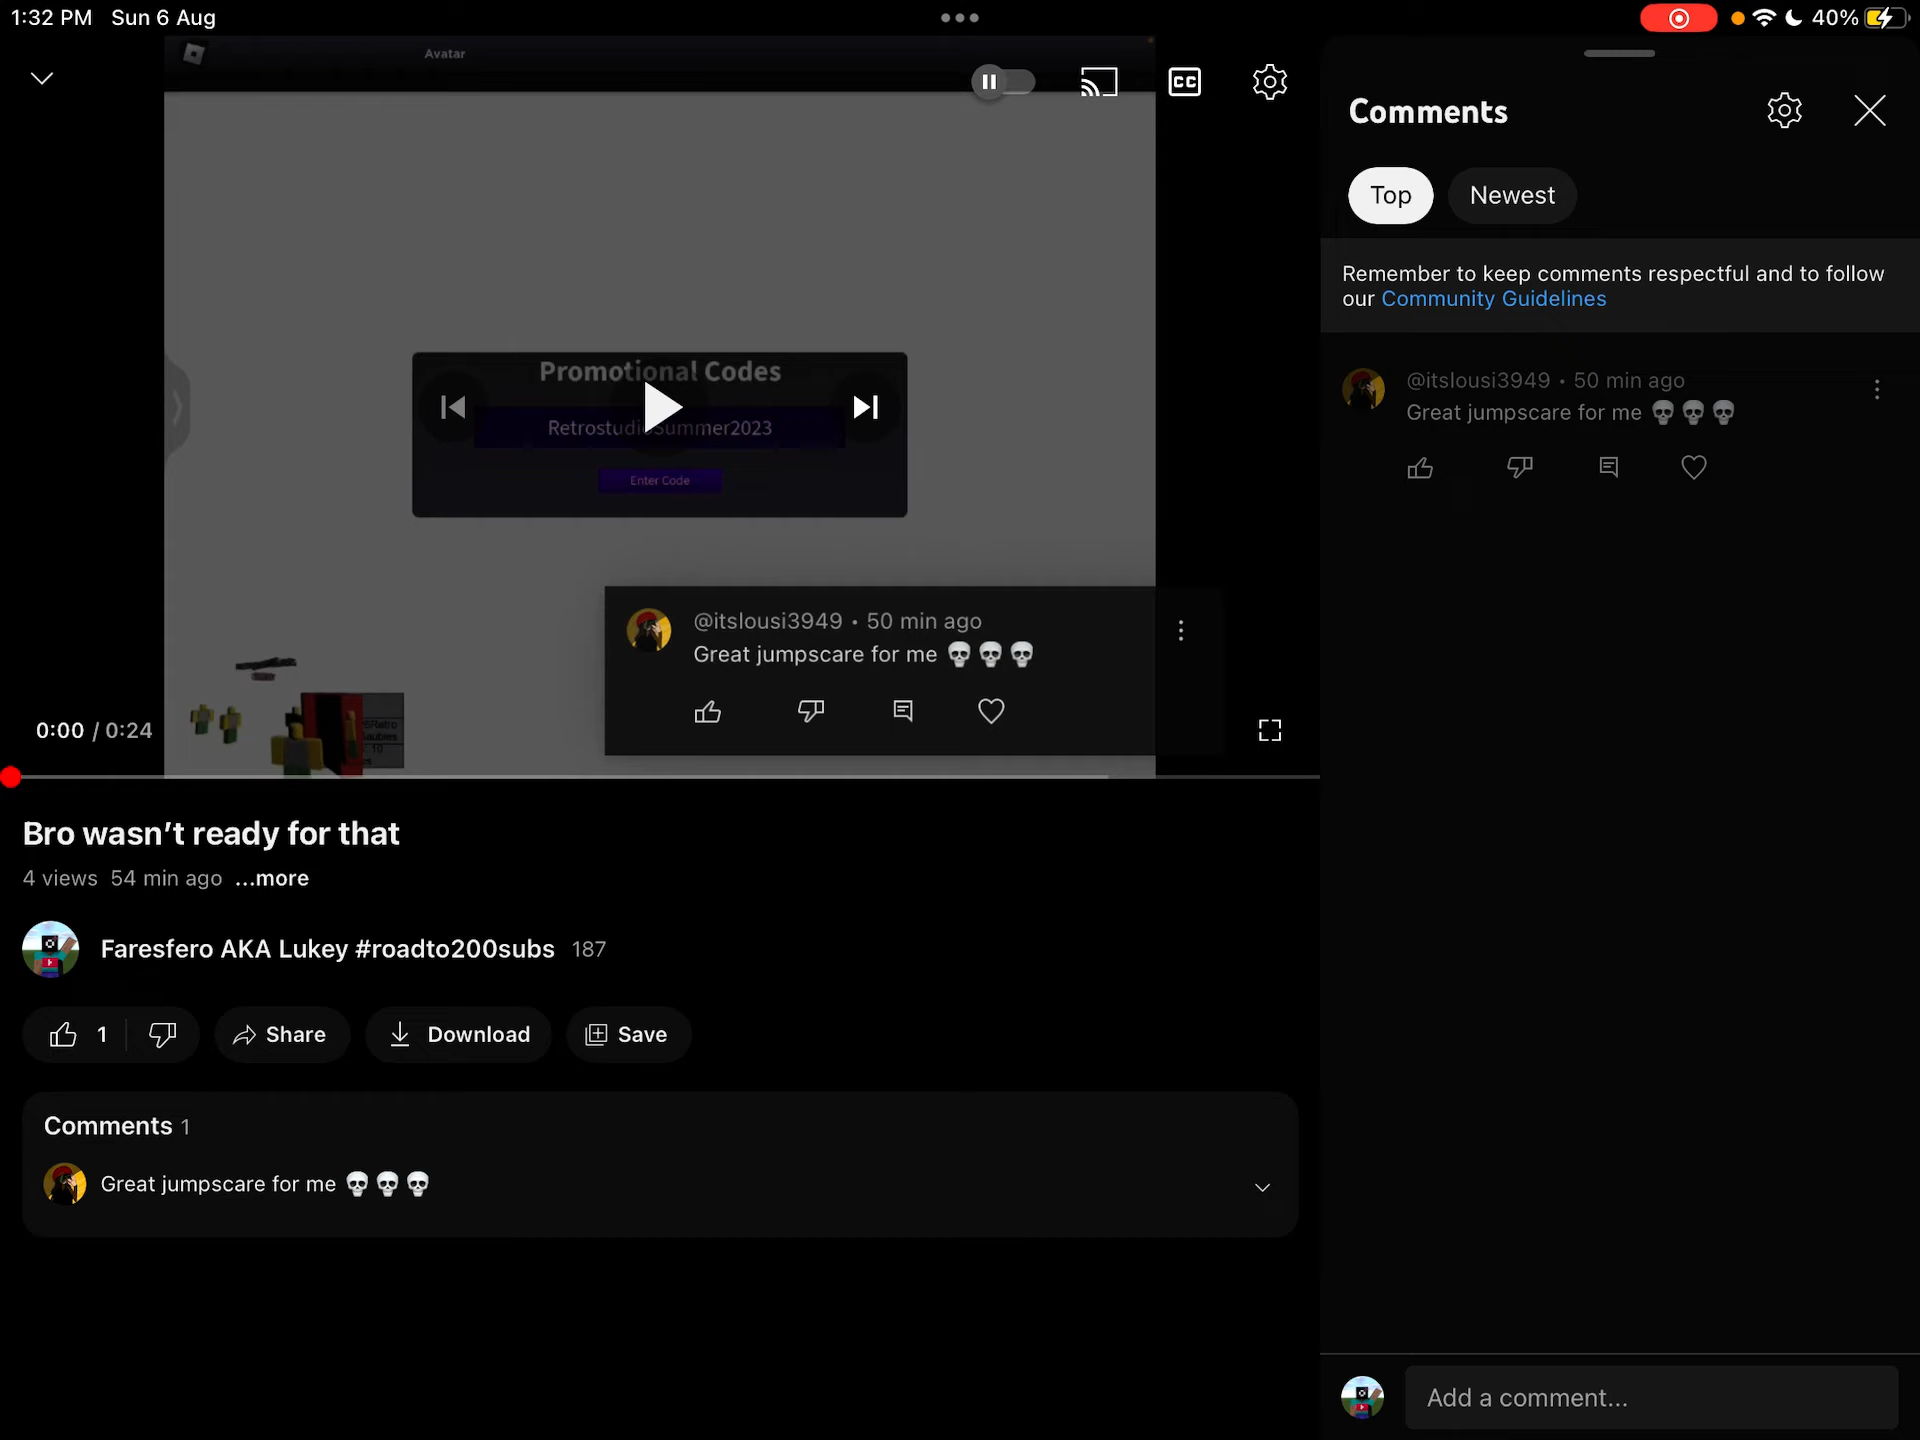 1:32 PM Sun 6 Aug
40%
Avatar
CC
Promotional Codes
RetrostudioSummer2023
Enter Code
@itslousi3949 • 50 min ago
Great jumpscare for me 💀💀💀
0:00 / 0:24
Bro wasn't ready for that
4 views 54 min ago ...more
Faresfero AKA Lukey #roadto200subs 187
1
Share
Download
Save
Comments 1
Great jumpscare for me 💀💀💀
Comments
Top
Newest
Remember to keep comments respectful and to follow
our Community Guidelines
@itslousi3949 • 50 min ago
Great jumpscare for me 💀💀💀
Add a comment...